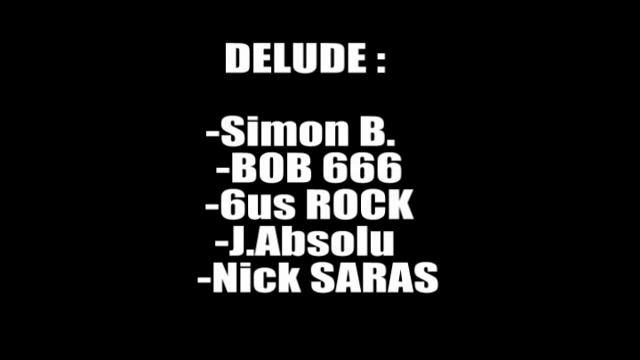 DELUDE :
-Simon B.
-BOB 666
-6us ROCK
-J.Absolu
-Nick SARAS